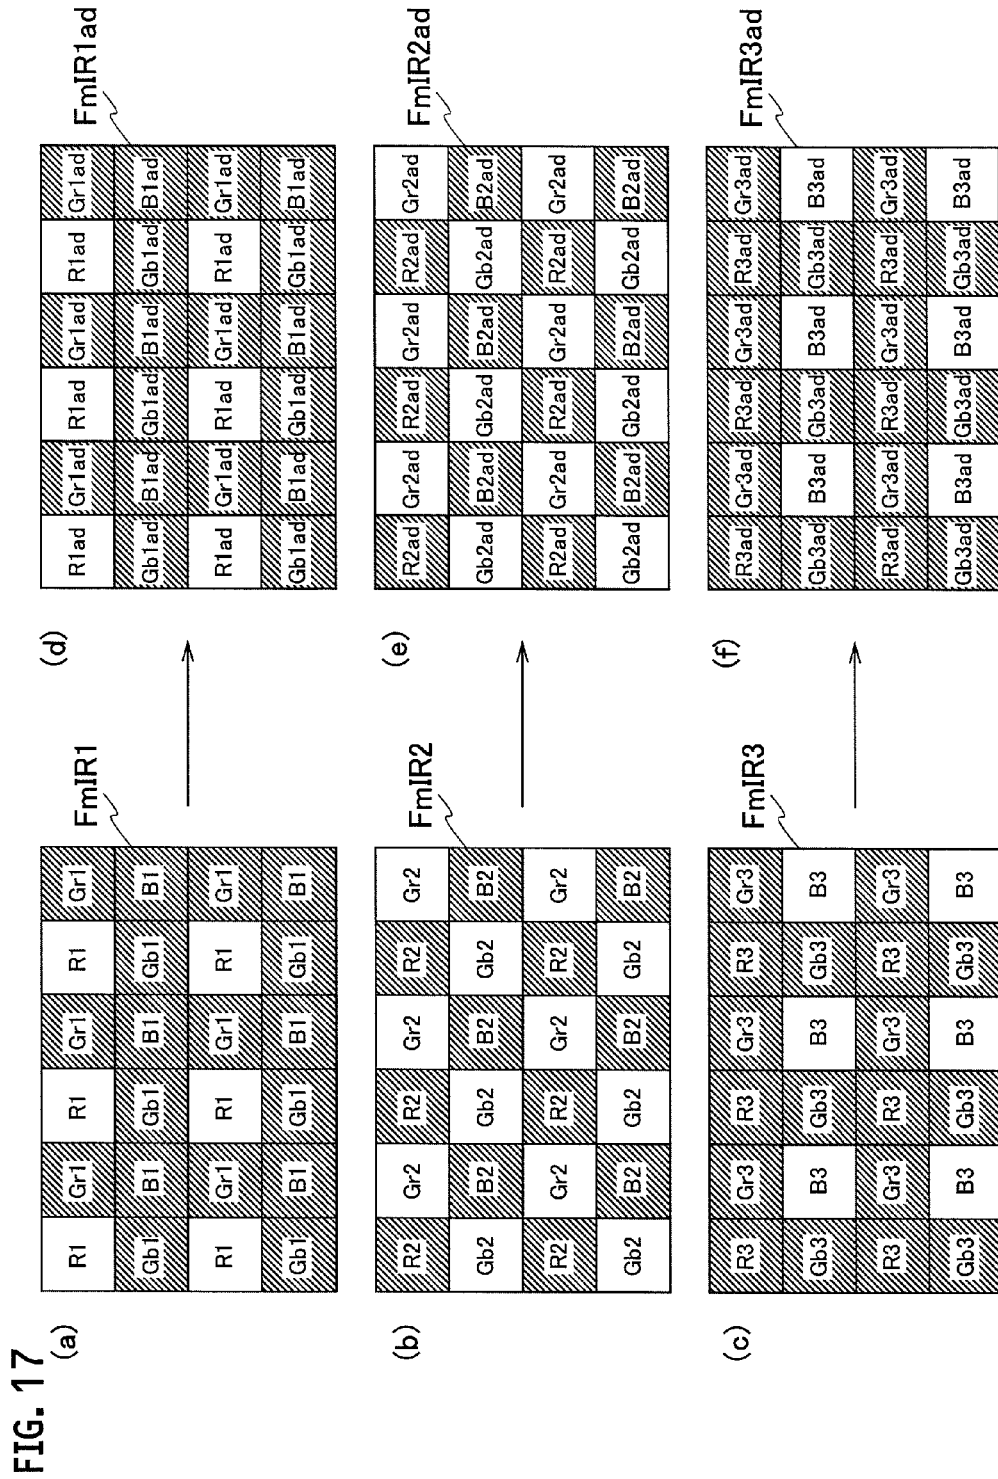 FIG. 17
(a)
FmIR1
R1 Gr1 R1 Gr1 R1 Gr1
Gb1 B1 Gb1 B1 Gb1 B1
R1 Gr1 R1 Gr1 R1 Gr1
Gb1 B1 Gb1 B1 Gb1 B1
(d)
FmIR1ad
R1ad Gr1ad R1ad Gr1ad R1ad Gr1ad
Gb1ad B1ad Gb1ad B1ad Gb1ad B1ad
R1ad Gr1ad R1ad Gr1ad R1ad Gr1ad
Gb1ad B1ad Gb1ad B1ad Gb1ad B1ad
(b)
FmIR2
R2 Gr2 R2 Gr2 R2 Gr2
Gb2 B2 Gb2 B2 Gb2 B2
R2 Gr2 R2 Gr2 R2 Gr2
Gb2 B2 Gb2 B2 Gb2 B2
(e)
FmIR2ad
R2ad Gr2ad R2ad Gr2ad R2ad Gr2ad
Gb2ad B2ad Gb2ad B2ad Gb2ad B2ad
R2ad Gr2ad R2ad Gr2ad R2ad Gr2ad
Gb2ad B2ad Gb2ad B2ad Gb2ad B2ad
(c)
FmIR3
R3 Gr3 R3 Gr3 R3 Gr3
Gb3 B3 Gb3 B3 Gb3 B3
R3 Gr3 R3 Gr3 R3 Gr3
Gb3 B3 Gb3 B3 Gb3 B3
(f)
FmIR3ad
R3ad Gr3ad R3ad Gr3ad R3ad Gr3ad
Gb3ad B3ad Gb3ad B3ad Gb3ad B3ad
R3ad Gr3ad R3ad Gr3ad R3ad Gr3ad
Gb3ad B3ad Gb3ad B3ad Gb3ad B3ad